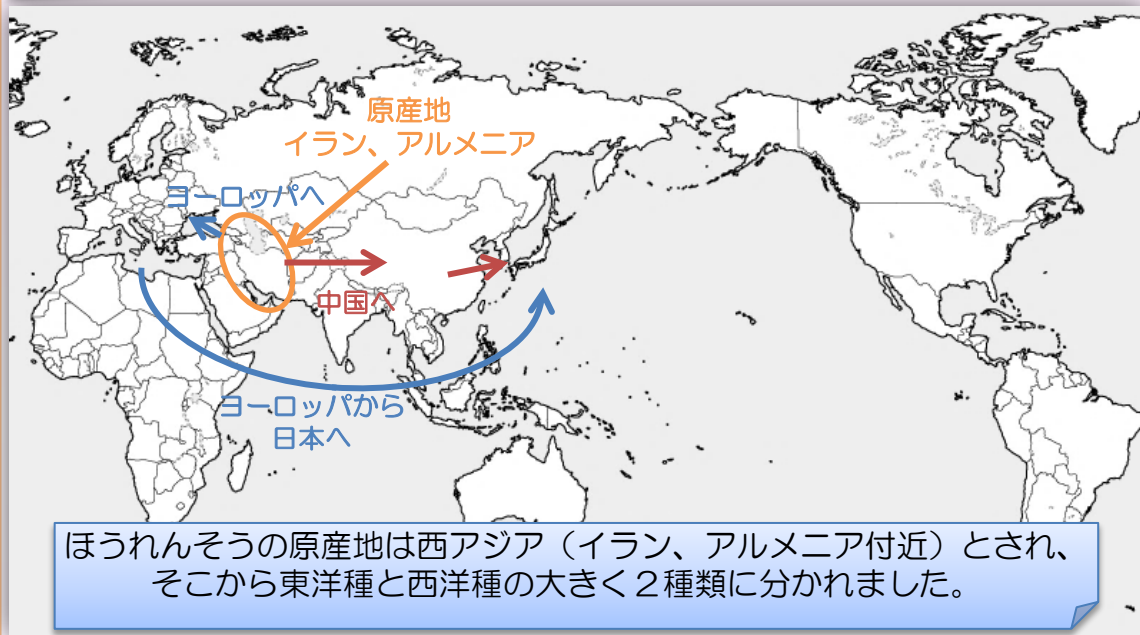 原産地
イラン、アルメニア
ヨーロッパへ
中国へ
ヨーロッパから
日本へ
ほうれんそうの原産地は西アジア（イラン、アルメニア付近）とされ、
そこから東洋種と西洋種の大きく２種類に分かれました。